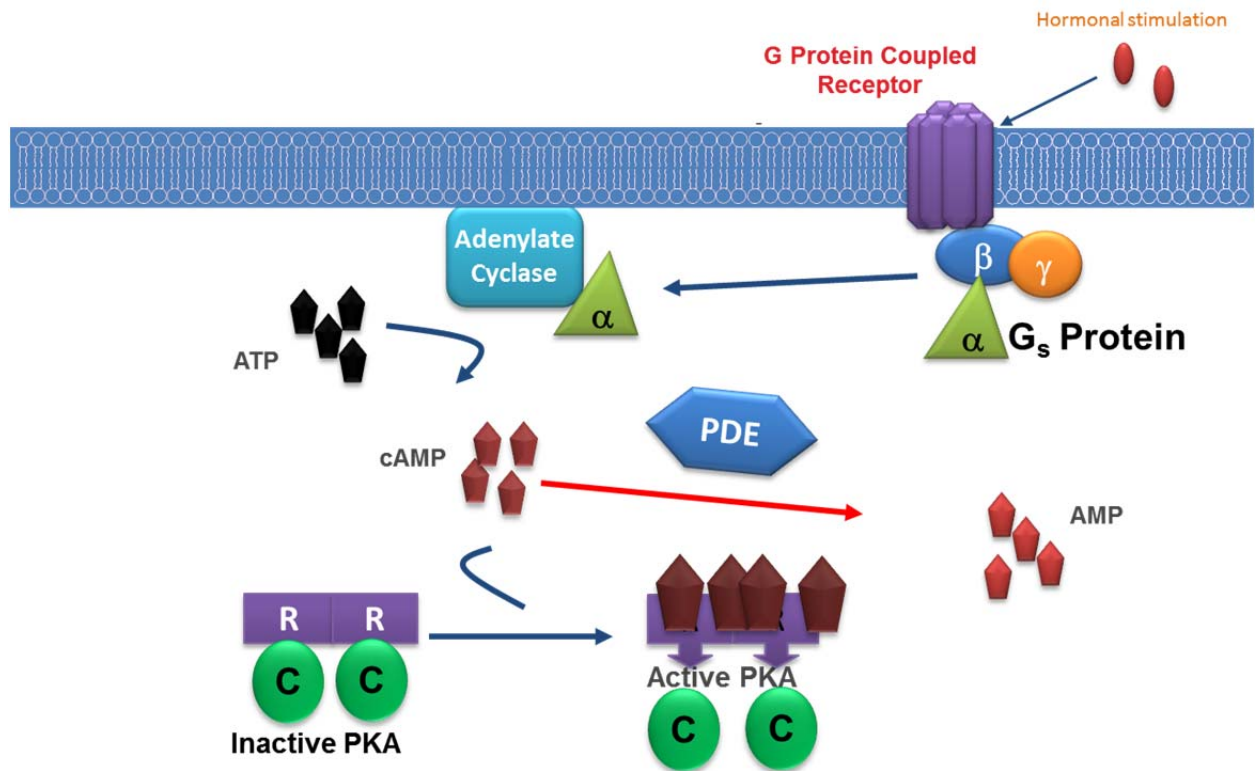 Hormonal stimulation
G Protein Coupled
Receptor
Adenylate
Cyclase
α
β
γ
α
Gs Protein
ATP
PDE
cAMP
AMP
R R
C C
Inactive PKA
Active PKA
C C